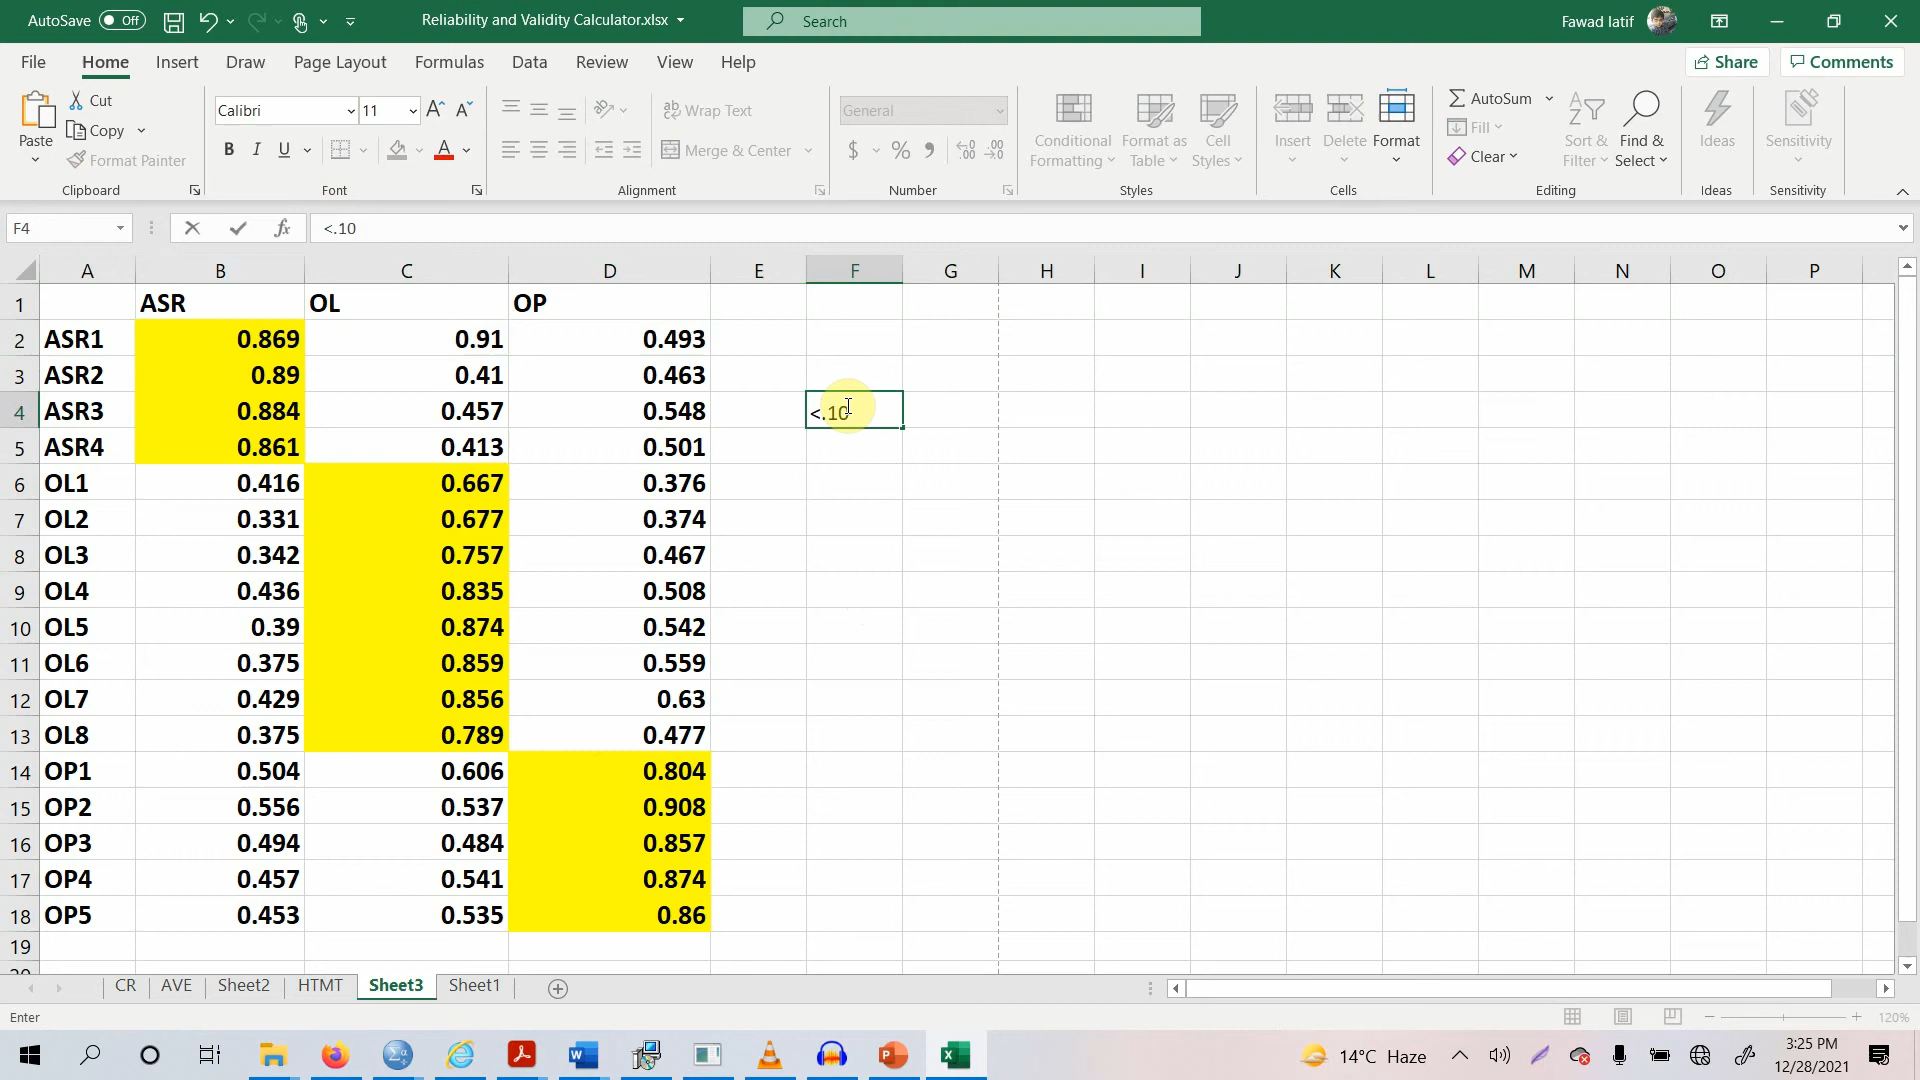 AutoSave Off Reliability and Validity Calculator.xlsx Search Fawad latif
File Home Insert Draw Page Layout Formulas Data Review View Help Share Comments
Paste Cut Copy Format Painter
Calibri 11
B I U A
Wrap Text
Merge & Center
General
$ %
Conditional Formatting Format as Table Cell Styles
Insert Delete Format
AutoSum Fill Clear
Sort & Filter Find & Select
Ideas Sensitivity
Clipboard Font Alignment Number Styles Cells Editing Ideas Sensitivity
F4 fx <.10
A B C D E F G H I J K L M N O P
1 ASR OL OP
2 ASR1 0.869 0.91 0.493
3 ASR2 0.89 0.41 0.463
4 ASR3 0.884 0.457 0.548 <.10
5 ASR4 0.861 0.413 0.501
6 OL1 0.416 0.667 0.376
7 OL2 0.331 0.677 0.374
8 OL3 0.342 0.757 0.467
9 OL4 0.436 0.835 0.508
10 OL5 0.39 0.874 0.542
11 OL6 0.375 0.859 0.559
12 OL7 0.429 0.856 0.63
13 OL8 0.375 0.789 0.477
14 OP1 0.504 0.606 0.804
15 OP2 0.556 0.537 0.908
16 OP3 0.494 0.484 0.857
17 OP4 0.457 0.541 0.874
18 OP5 0.453 0.535 0.86
19
20
CR AVE Sheet2 HTMT Sheet3 Sheet1
Enter 120%
14°C Haze 3:25 PM
12/28/2021